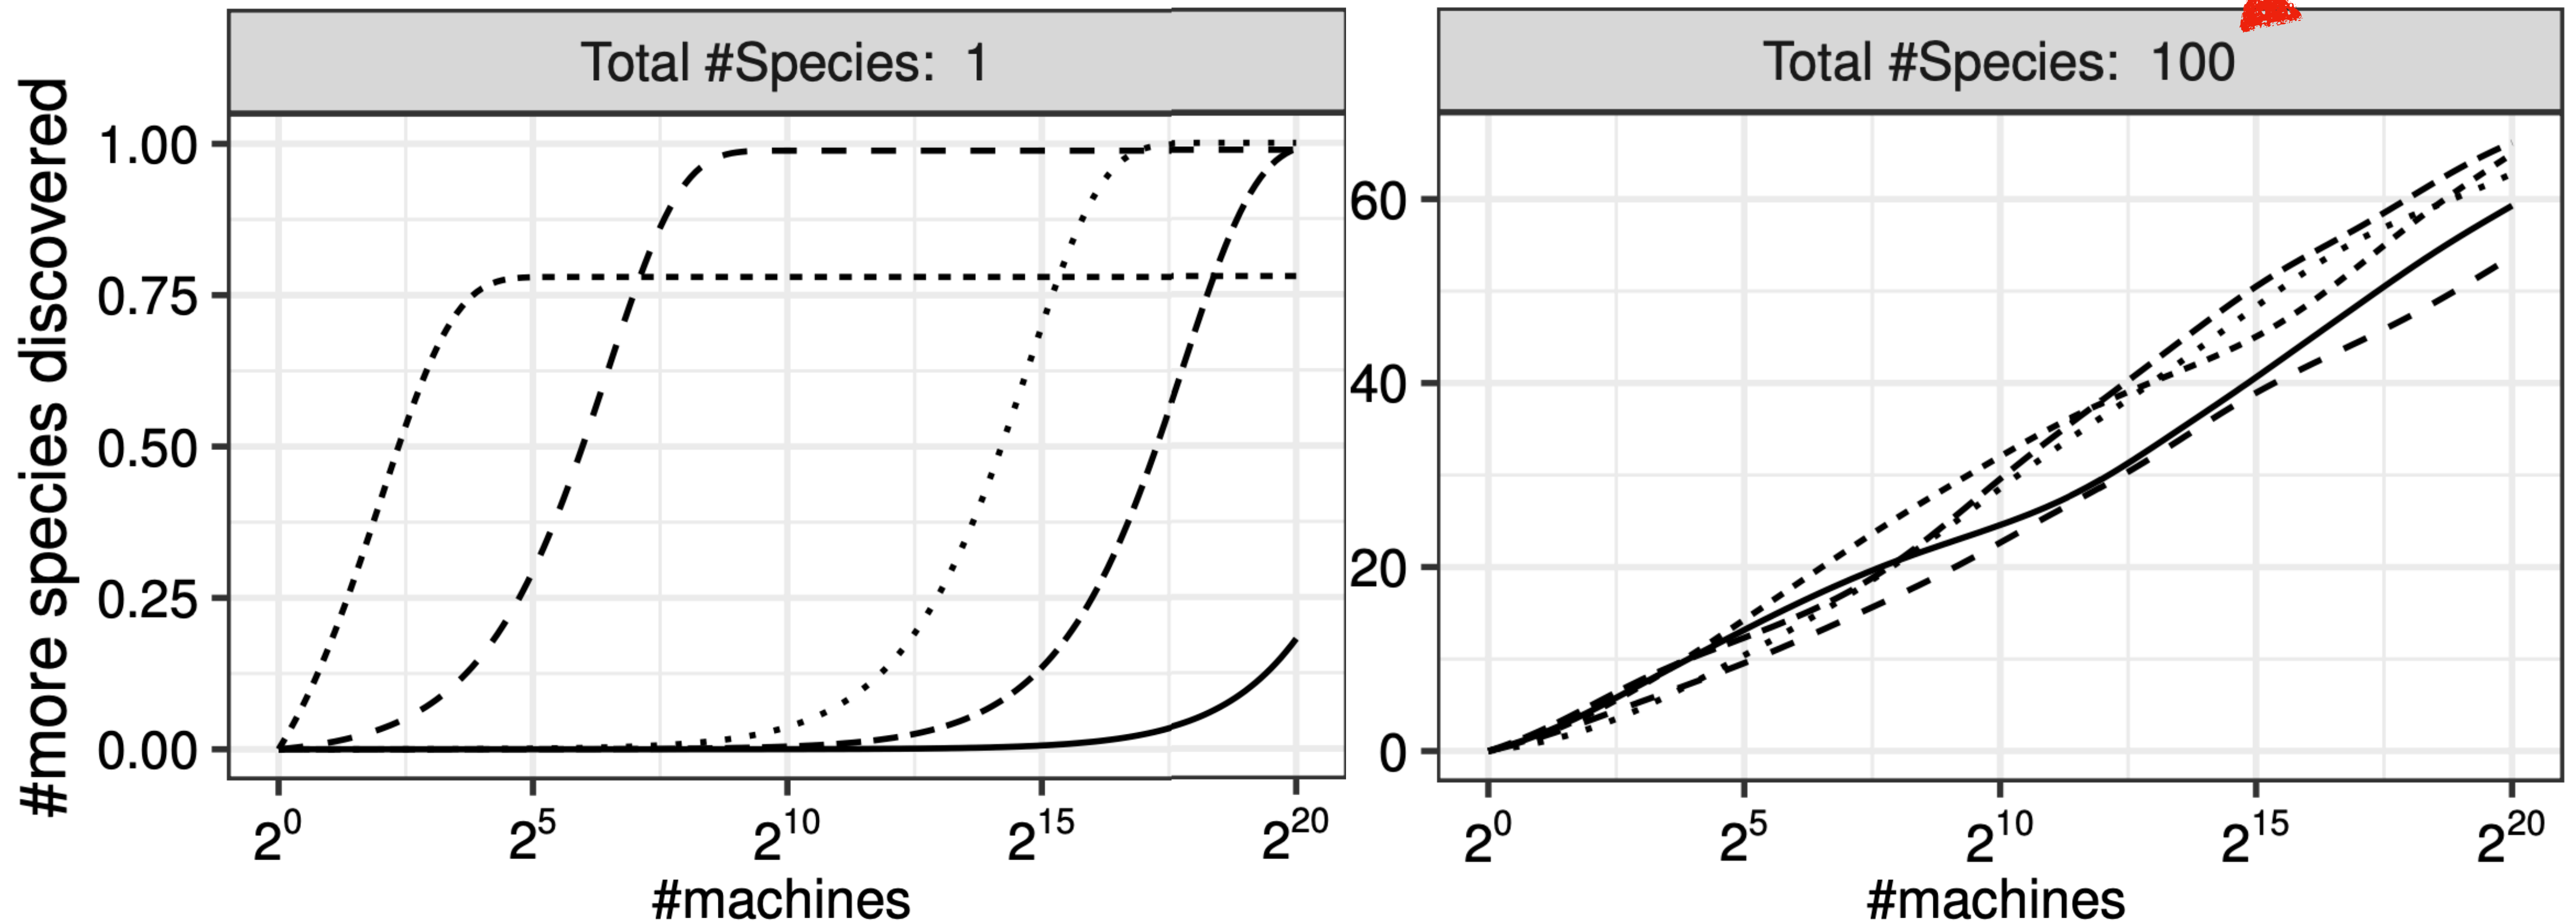 Total #Species: 1
Total #Species: 100
#more species discovered
1.00
0.75
0.50
0.25
0.00
60
40
20
0
2^0 2^5 2^10 2^15 2^20
2^0 2^5 2^10 2^15 2^20
#machines
#machines